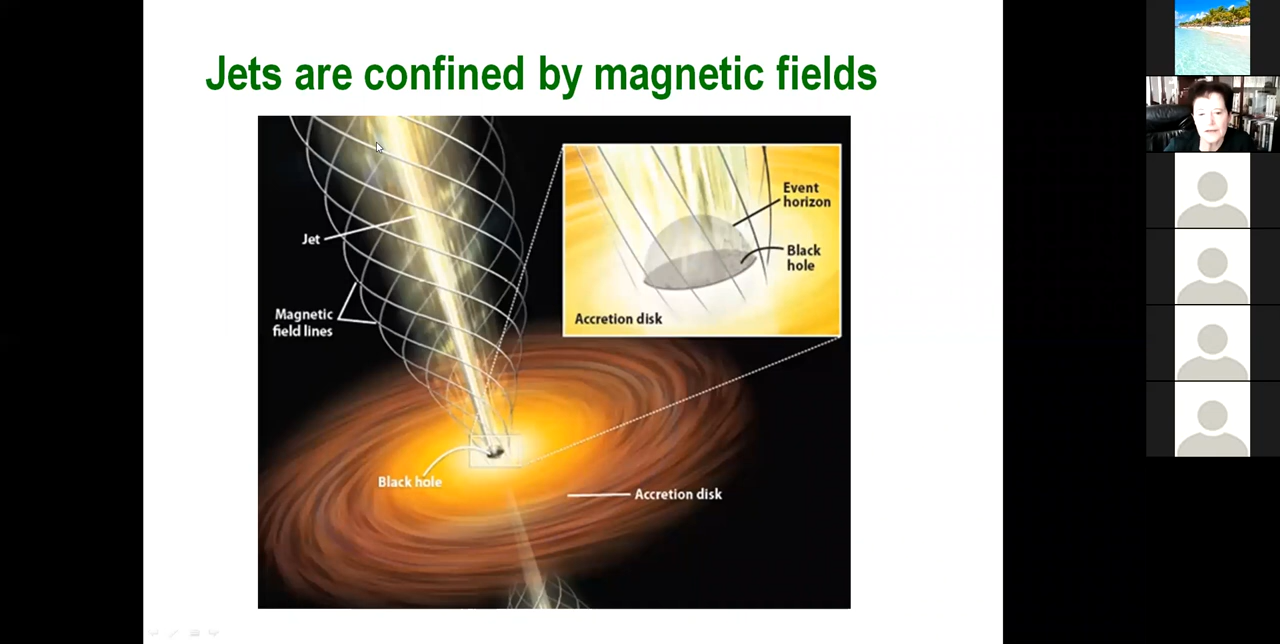 Jets are confined by magnetic fields
Event
horizon
Jet
Black
hole
Magnetic
field lines
Accretion disk
Black hole
Accretion disk